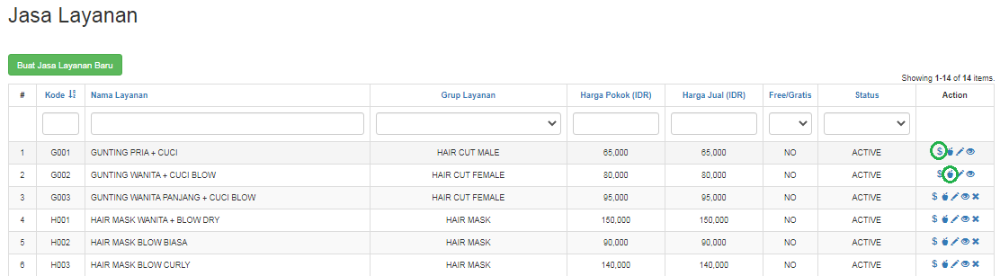 Jasa Layanan
Buat Jasa Layanan Baru
Showing 1-14 of 14 items.
# Kode Nama Layanan Grup Layanan Harga Pokok (IDR) Harga Jual (IDR) Free/Gratis Status Action
1 G001 GUNTING PRIA + CUCI HAIR CUT MALE 65,000 65,000 NO ACTIVE $
2 G002 GUNTING WANITA + CUCI BLOW HAIR CUT FEMALE 80,000 80,000 NO ACTIVE $
3 G003 GUNTING WANITA PANJANG + CUCI BLOW HAIR CUT FEMALE 95,000 95,000 NO ACTIVE $
4 H001 HAIR MASK WANITA + BLOW DRY HAIR MASK 150,000 150,000 NO ACTIVE $
5 H002 HAIR MASK BLOW BIASA HAIR MASK 90,000 90,000 NO ACTIVE $
6 H003 HAIR MASK BLOW CURLY HAIR MASK 140,000 140,000 NO ACTIVE $